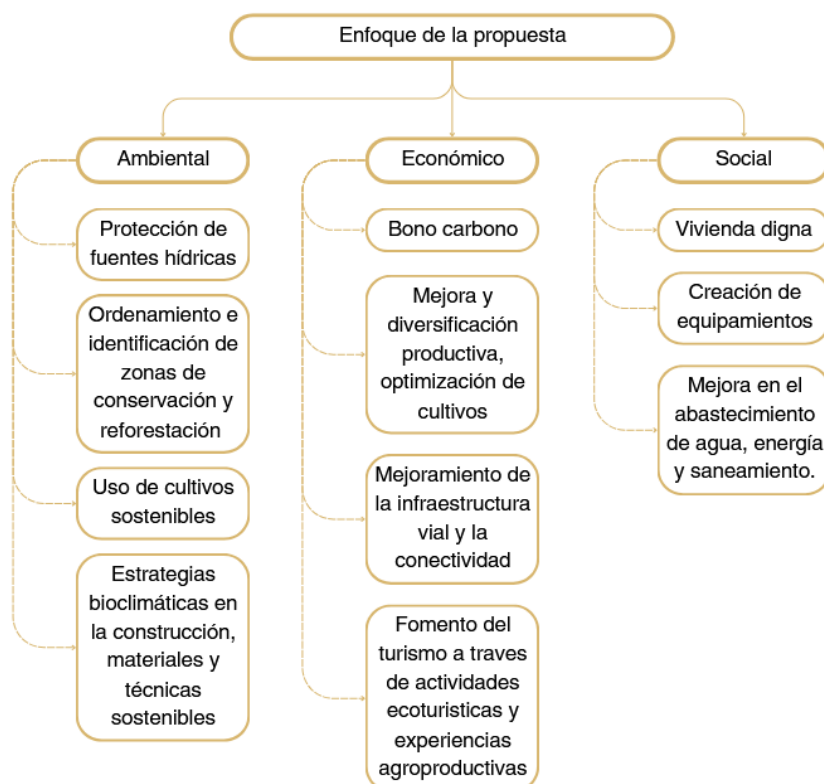 Enfoque de la propuesta
Ambiental
Protección de
fuentes hídricas
Ordenamiento e
identificación de
zonas de
conservación y
reforestación
Uso de cultivos
sostenibles
Estrategias
bioclimáticas en
la construcción,
materiales y
técnicas
sostenibles
Económico
Bono carbono
Mejora y
diversificación
productiva,
optimización de
cultivos
Mejoramiento de
la infraestructura
vial y la
conectividad
Fomento del
turismo a traves
de actividades
ecoturisticas y
experiencias
agroproductivas
Social
Vivienda digna
Creación de
equipamientos
Mejora en el
abastecimiento
de agua, energía
y saneamiento.